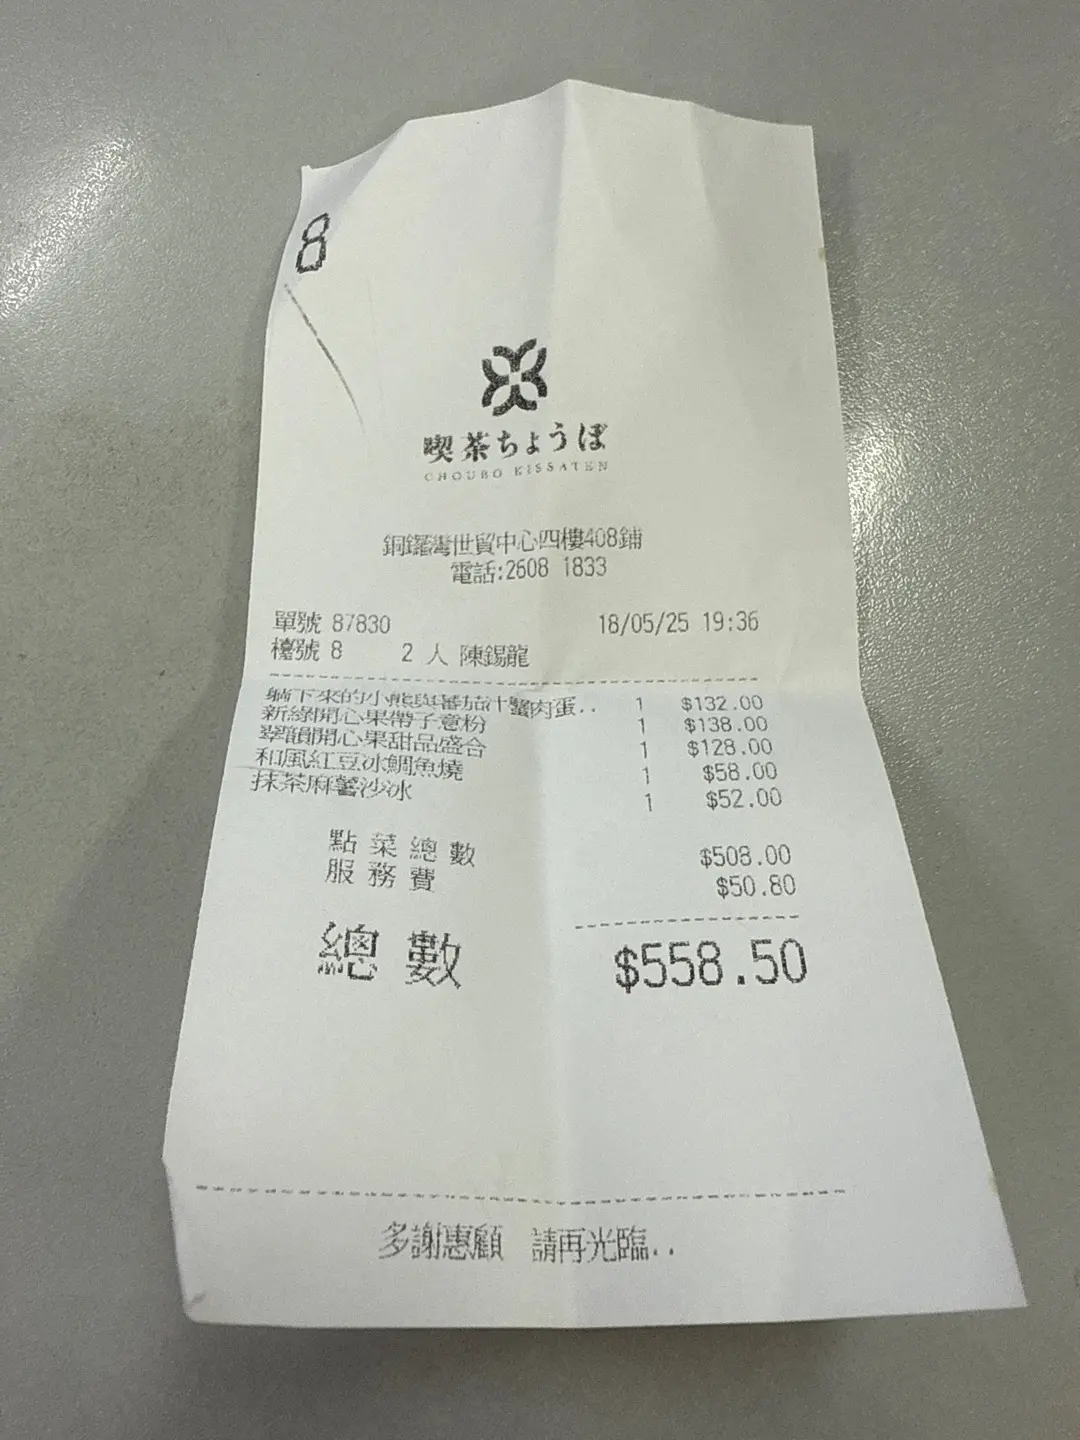 8
喫茶ちょうぼ
CHOUBO KISSATEN
銅鑼灣世貿中心四樓408鋪
電話:2608 1833
單號 87830 18/05/25 19:36
檯號 8 2 人 陳錫龍
躺下來的小熊與蕃茄汁蟹肉蛋.. 1 $132.00
新綠開心果帶子意粉 1 $138.00
翠韻開心果甜品盛合 1 $128.00
和風紅豆冰鯛魚燒 1 $58.00
抹茶麻薯沙冰 1 $52.00
點菜總數 $508.00
服務費 $50.80
總數 $558.50
多謝惠顧 請再光臨..